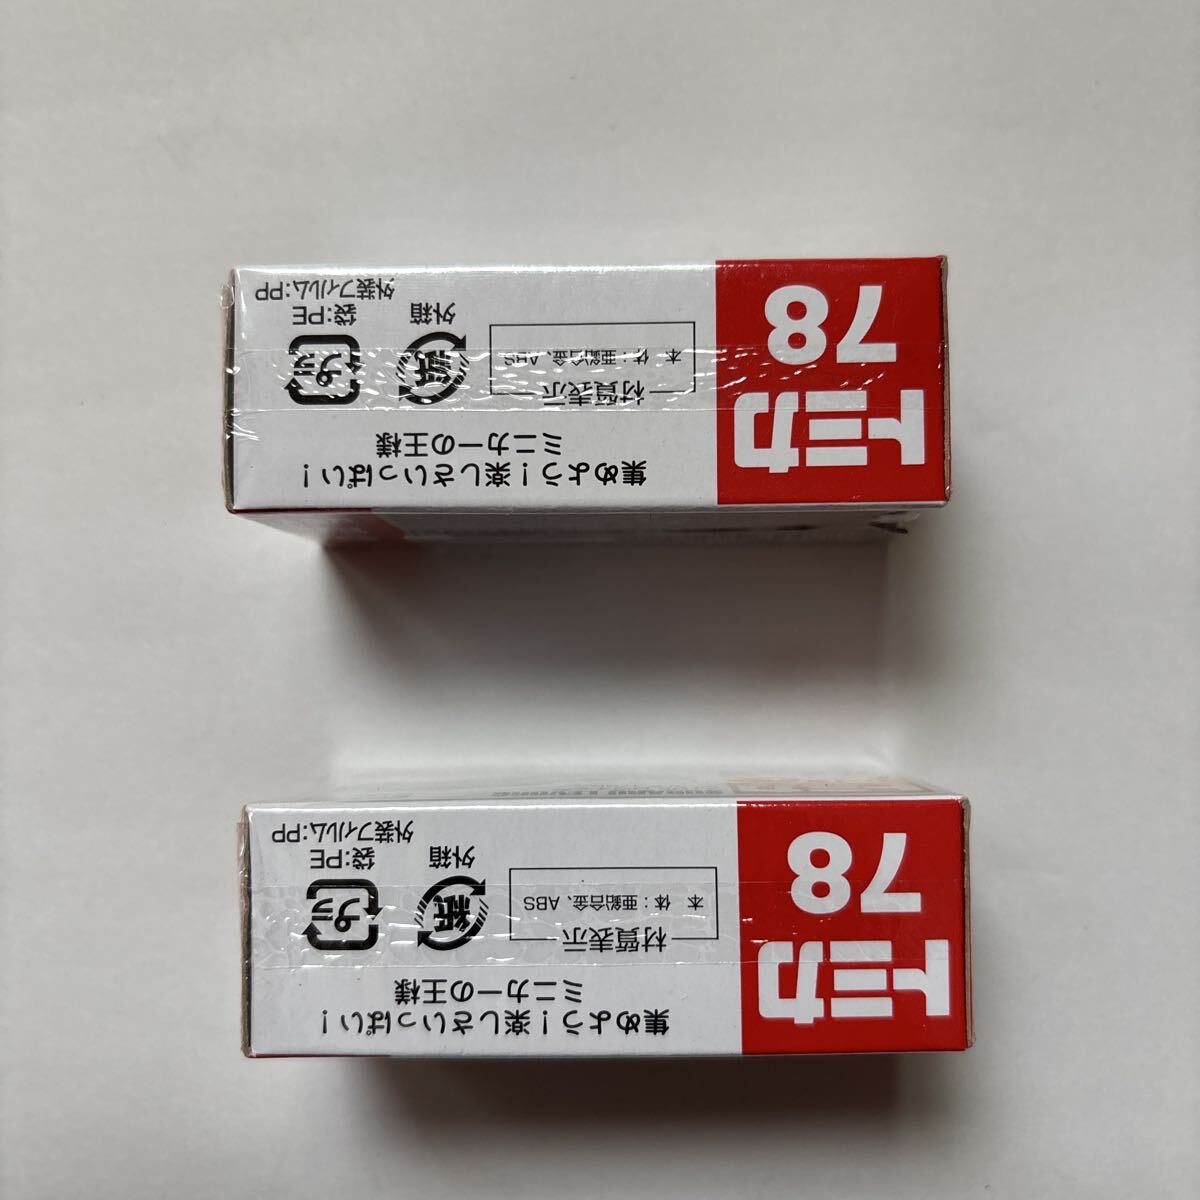 トミカ
78
集めよう!楽しさいっぱい!
ミニカーの王様
材質表示
本 体:亜鉛合金、ABS
外箱
紙
プラ
袋:PE
外装フィルム:PP
トミカ
78
集めよう!楽しさいっぱい!
ミニカーの王様
材質表示
本 体:亜鉛合金、ABS
外箱
紙
プラ
袋:PE
外装フィルム:PP
SUBARU LEVORG